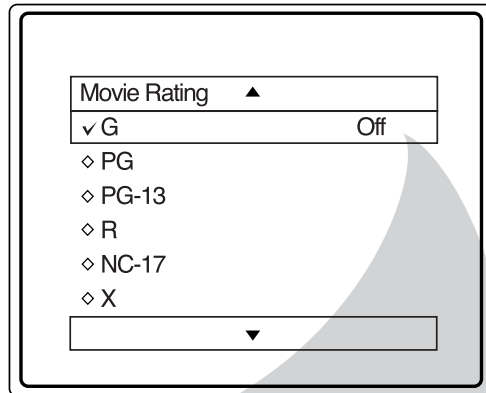 Movie Rating ▲
✓ G Off
◇ PG
◇ PG-13
◇ R
◇ NC-17
◇ X
▼